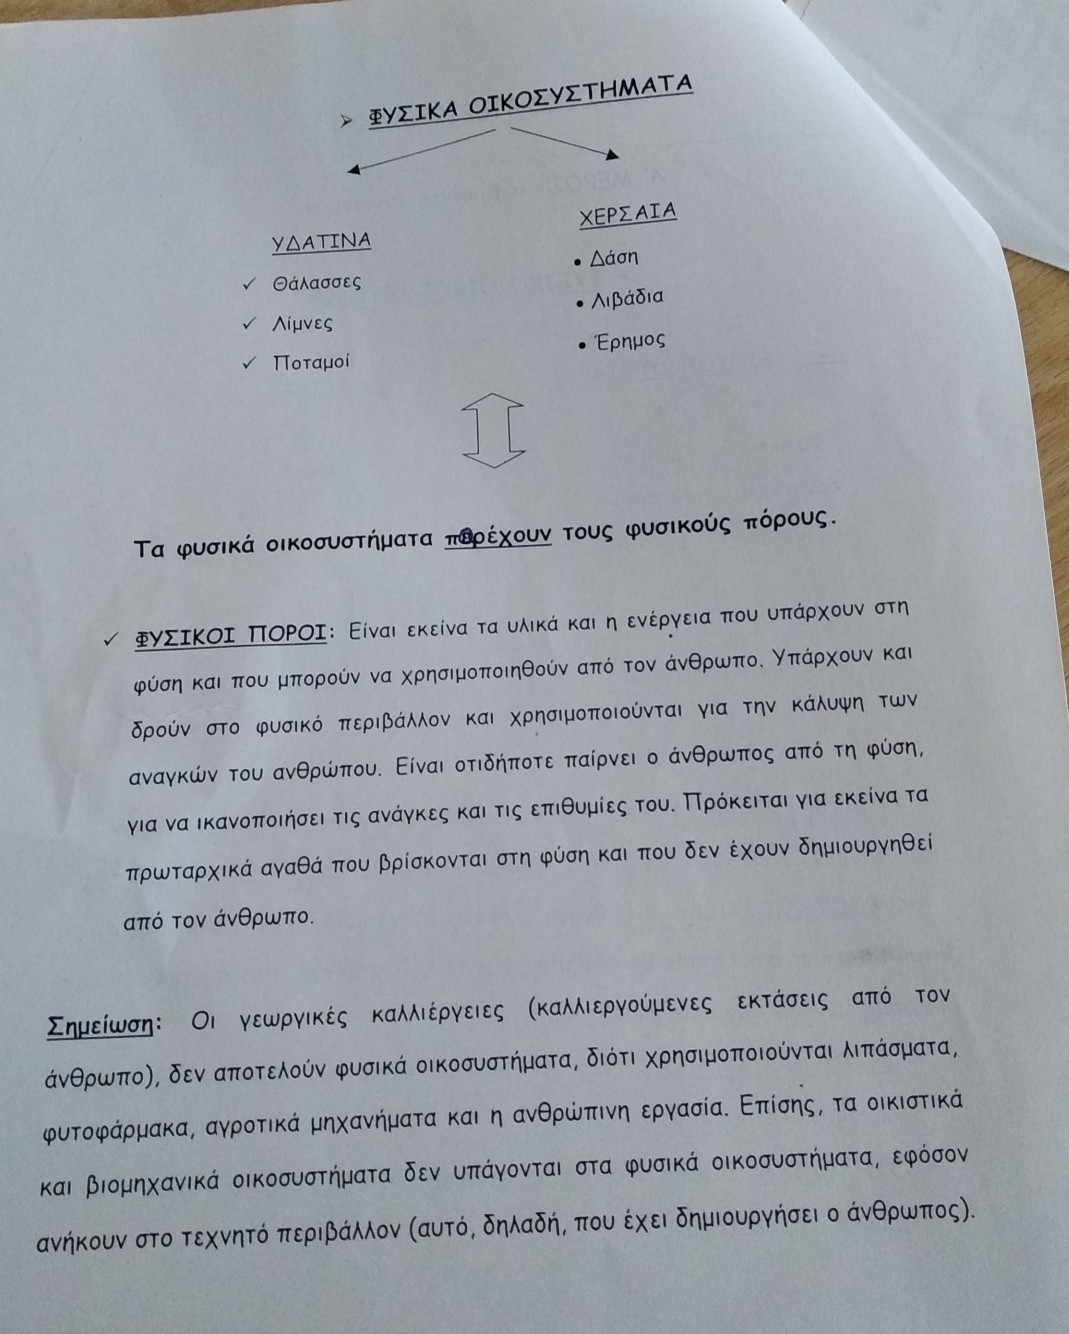 ➢ ΦΥΣΙΚΑ ΟΙΚΟΣΥΣΤΗΜΑΤΑ
ΥΔΑΤΙΝΑ
✓ Θάλασσες
✓ Λίμνες
✓ Ποταμοί
ΧΕΡΣΑΙΑ
• Δάση
• Λιβάδια
• Έρημος
Τα φυσικά οικοσυστήματα παρέχουν τους φυσικούς πόρους.
✓ ΦΥΣΙΚΟΙ ΠΟΡΟΙ: Είναι εκείνα τα υλικά και η ενέργεια που υπάρχουν στη
φύση και που μπορούν να χρησιμοποιηθούν από τον άνθρωπο. Υπάρχουν και
δρούν στο φυσικό περιβάλλον και χρησιμοποιούνται για την κάλυψη των
αναγκών του ανθρώπου. Είναι οτιδήποτε παίρνει ο άνθρωπος από τη φύση,
για να ικανοποιήσει τις ανάγκες και τις επιθυμίες του. Πρόκειται για εκείνα τα
πρωταρχικά αγαθά που βρίσκονται στη φύση και που δεν έχουν δημιουργηθεί
από τον άνθρωπο.
Σημείωση: Οι γεωργικές καλλιέργειες (καλλιεργούμενες εκτάσεις από τον
άνθρωπο), δεν αποτελούν φυσικά οικοσυστήματα, διότι χρησιμοποιούνται λιπάσματα,
φυτοφάρμακα, αγροτικά μηχανήματα και η ανθρώπινη εργασία. Επίσης, τα οικιστικά
και βιομηχανικά οικοσυστήματα δεν υπάγονται στα φυσικά οικοσυστήματα, εφόσον
ανήκουν στο τεχνητό περιβάλλον (αυτό, δηλαδή, που έχει δημιουργήσει ο άνθρωπος).